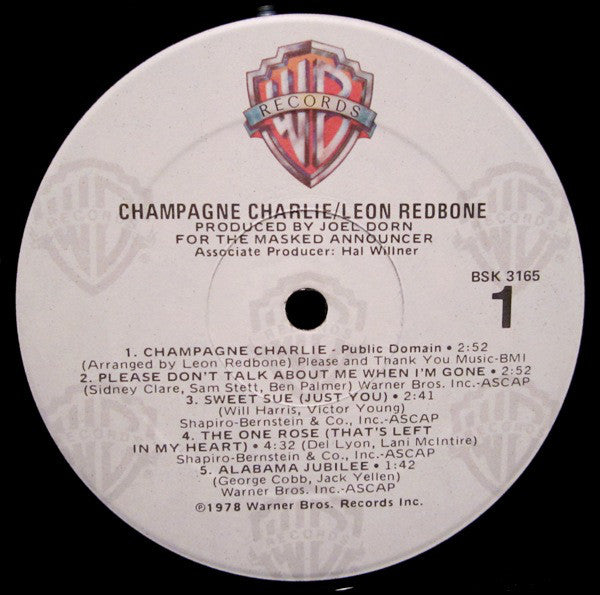 WB
RECORDS
CHAMPAGNE CHARLIE/LEON REDBONE
PRODUCED BY JOEL DORN
FOR THE MASKED ANNOUNCER
Associate Producer: Hal Willner
BSK 3165
1
1. CHAMPAGNE CHARLIE - Public Domain • 2:52
(Arranged by Leon Redbone) Please and Thank You Music-BMI
2. PLEASE DON'T TALK ABOUT ME WHEN I'M GONE • 2:52
(Sidney Clare, Sam Stett, Ben Palmer) Warner Bros. Inc.-ASCAP
3. SWEET SUE (JUST YOU) • 2:41
(Will Harris, Victor Young)
Shapiro-Bernstein & Co., Inc.-ASCAP
4. THE ONE ROSE (THAT'S LEFT
IN MY HEART) • 4:32 (Del Lyon, Lani McIntire)
Shapiro-Bernstein & Co., Inc.-ASCAP
5. ALABAMA JUBILEE • 1:42
(George Cobb, Jack Yellen)
Warner Bros. Inc.-ASCAP
℗1978 Warner Bros. Records Inc.